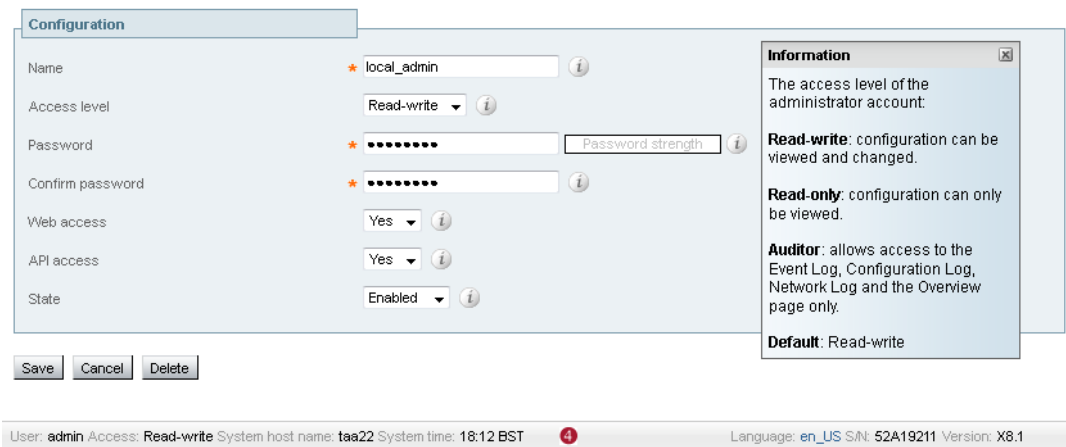 Configuration
Name * local_admin i
Access level Read-write i
Password * •••••••• Password strength i
Confirm password * •••••••• i
Web access Yes i
API access Yes i
State Enabled i
Information
The access level of the
administrator account:
Read-write: configuration can be
viewed and changed.
Read-only: configuration can only
be viewed.
Auditor: allows access to the
Event Log, Configuration Log,
Network Log and the Overview
page only.
Default: Read-write
Save Cancel Delete
User: admin Access: Read-write System host name: taa22 System time: 18:12 BST 4 Language: en_US S/N: 52A19211 Version: X8.1